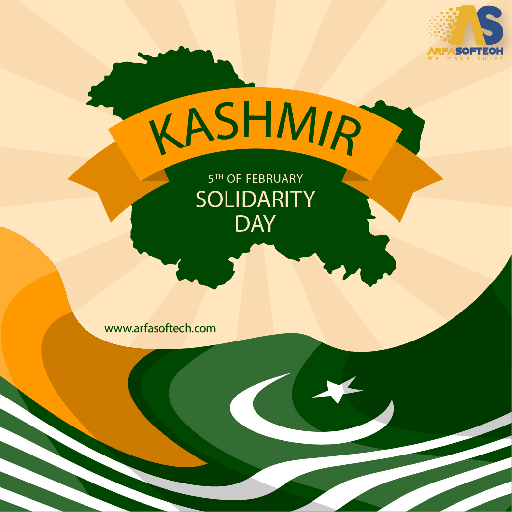 AS
ARFASOFTECH
KASHMIR
5TH OF FEBRUARY
SOLIDARITY
DAY
www.arfasoftech.com